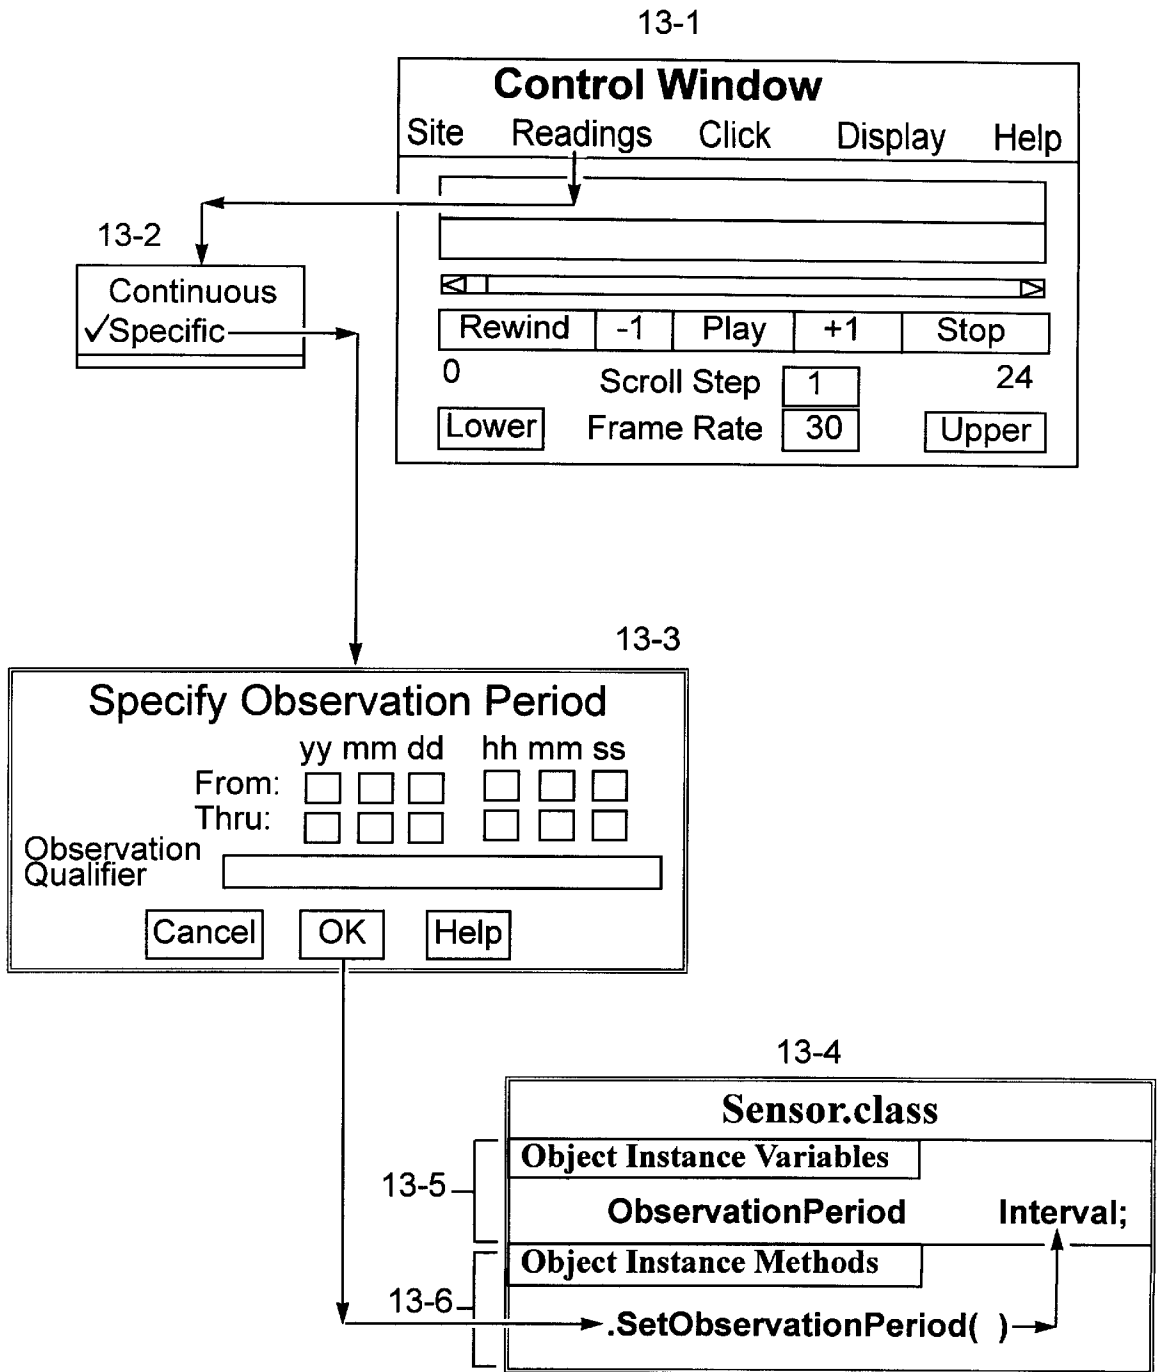 13-1
Control Window
Site Readings Click Display Help
13-2
Continuous
✓Specific
Rewind -1 Play +1 Stop
0 Scroll Step 1 24
Lower Frame Rate 30 Upper
13-3
Specify Observation Period
yy mm dd hh mm ss
From:
Thru:
Observation
Qualifier
Cancel OK Help
13-4
Sensor.class
Object Instance Variables
13-5
ObservationPeriod Interval;
Object Instance Methods
13-6
.SetObservationPeriod( )